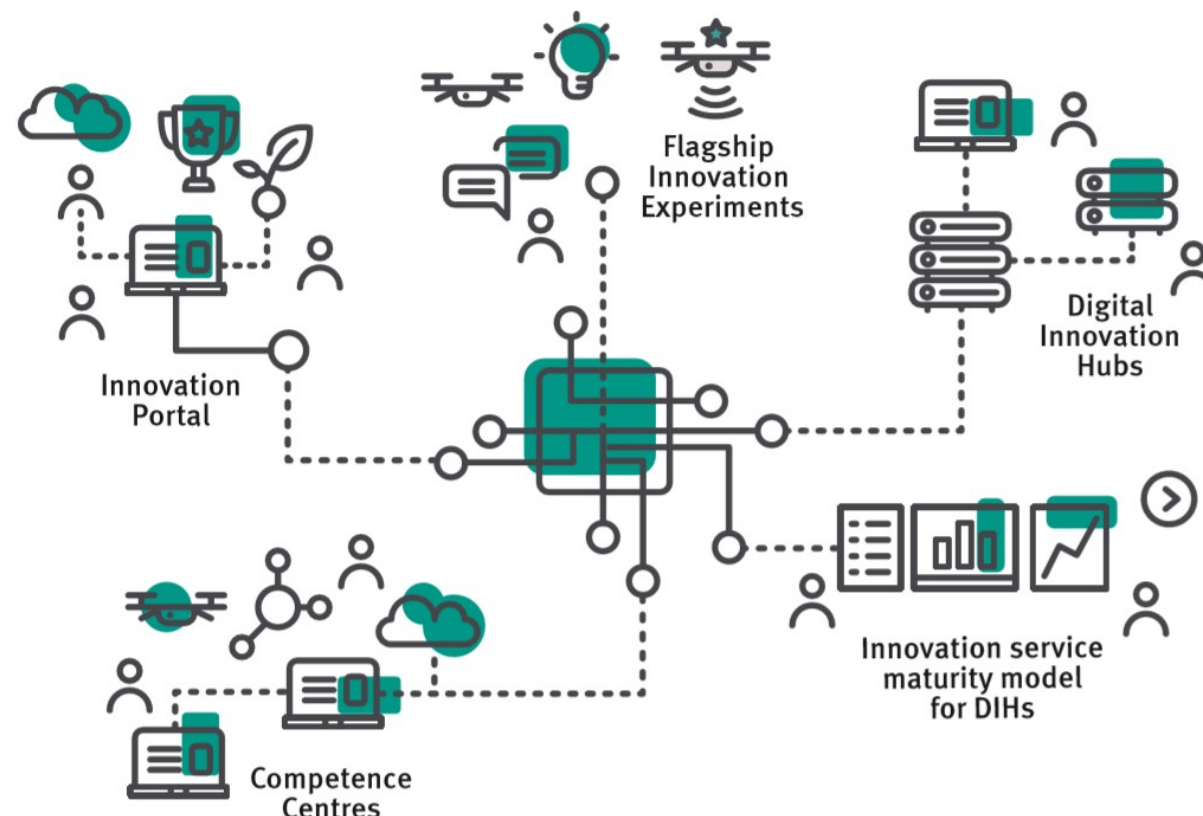 Flagship
Innovation
Experiments
Innovation
Portal
Digital
Innovation
Hubs
Innovation service
maturity model
for DIHs
Competence
Centres